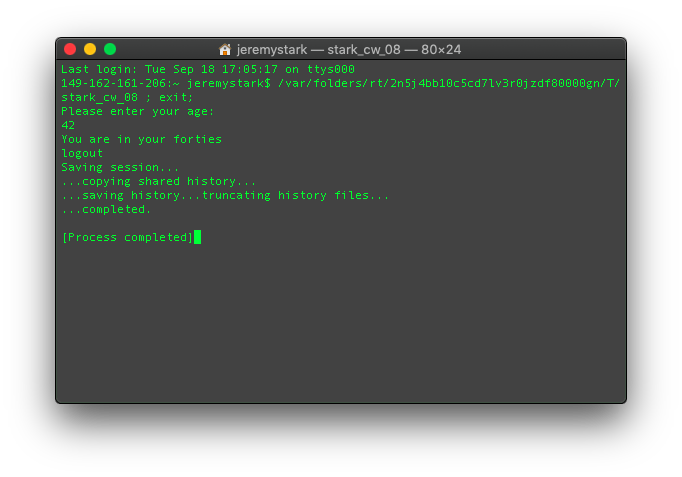 jeremystark — stark_cw_08 — 80×24
Last login: Tue Sep 18 17:05:17 on ttys000
149-162-161-206:~ jeremystark$ /var/folders/rt/2n5j4bb10c5cd7lv3r0jzdf80000gn/T/
stark_cw_08 ; exit;
Please enter your age:
42
You are in your forties
logout
Saving session...
...copying shared history...
...saving history...truncating history files...
...completed.
[Process completed]